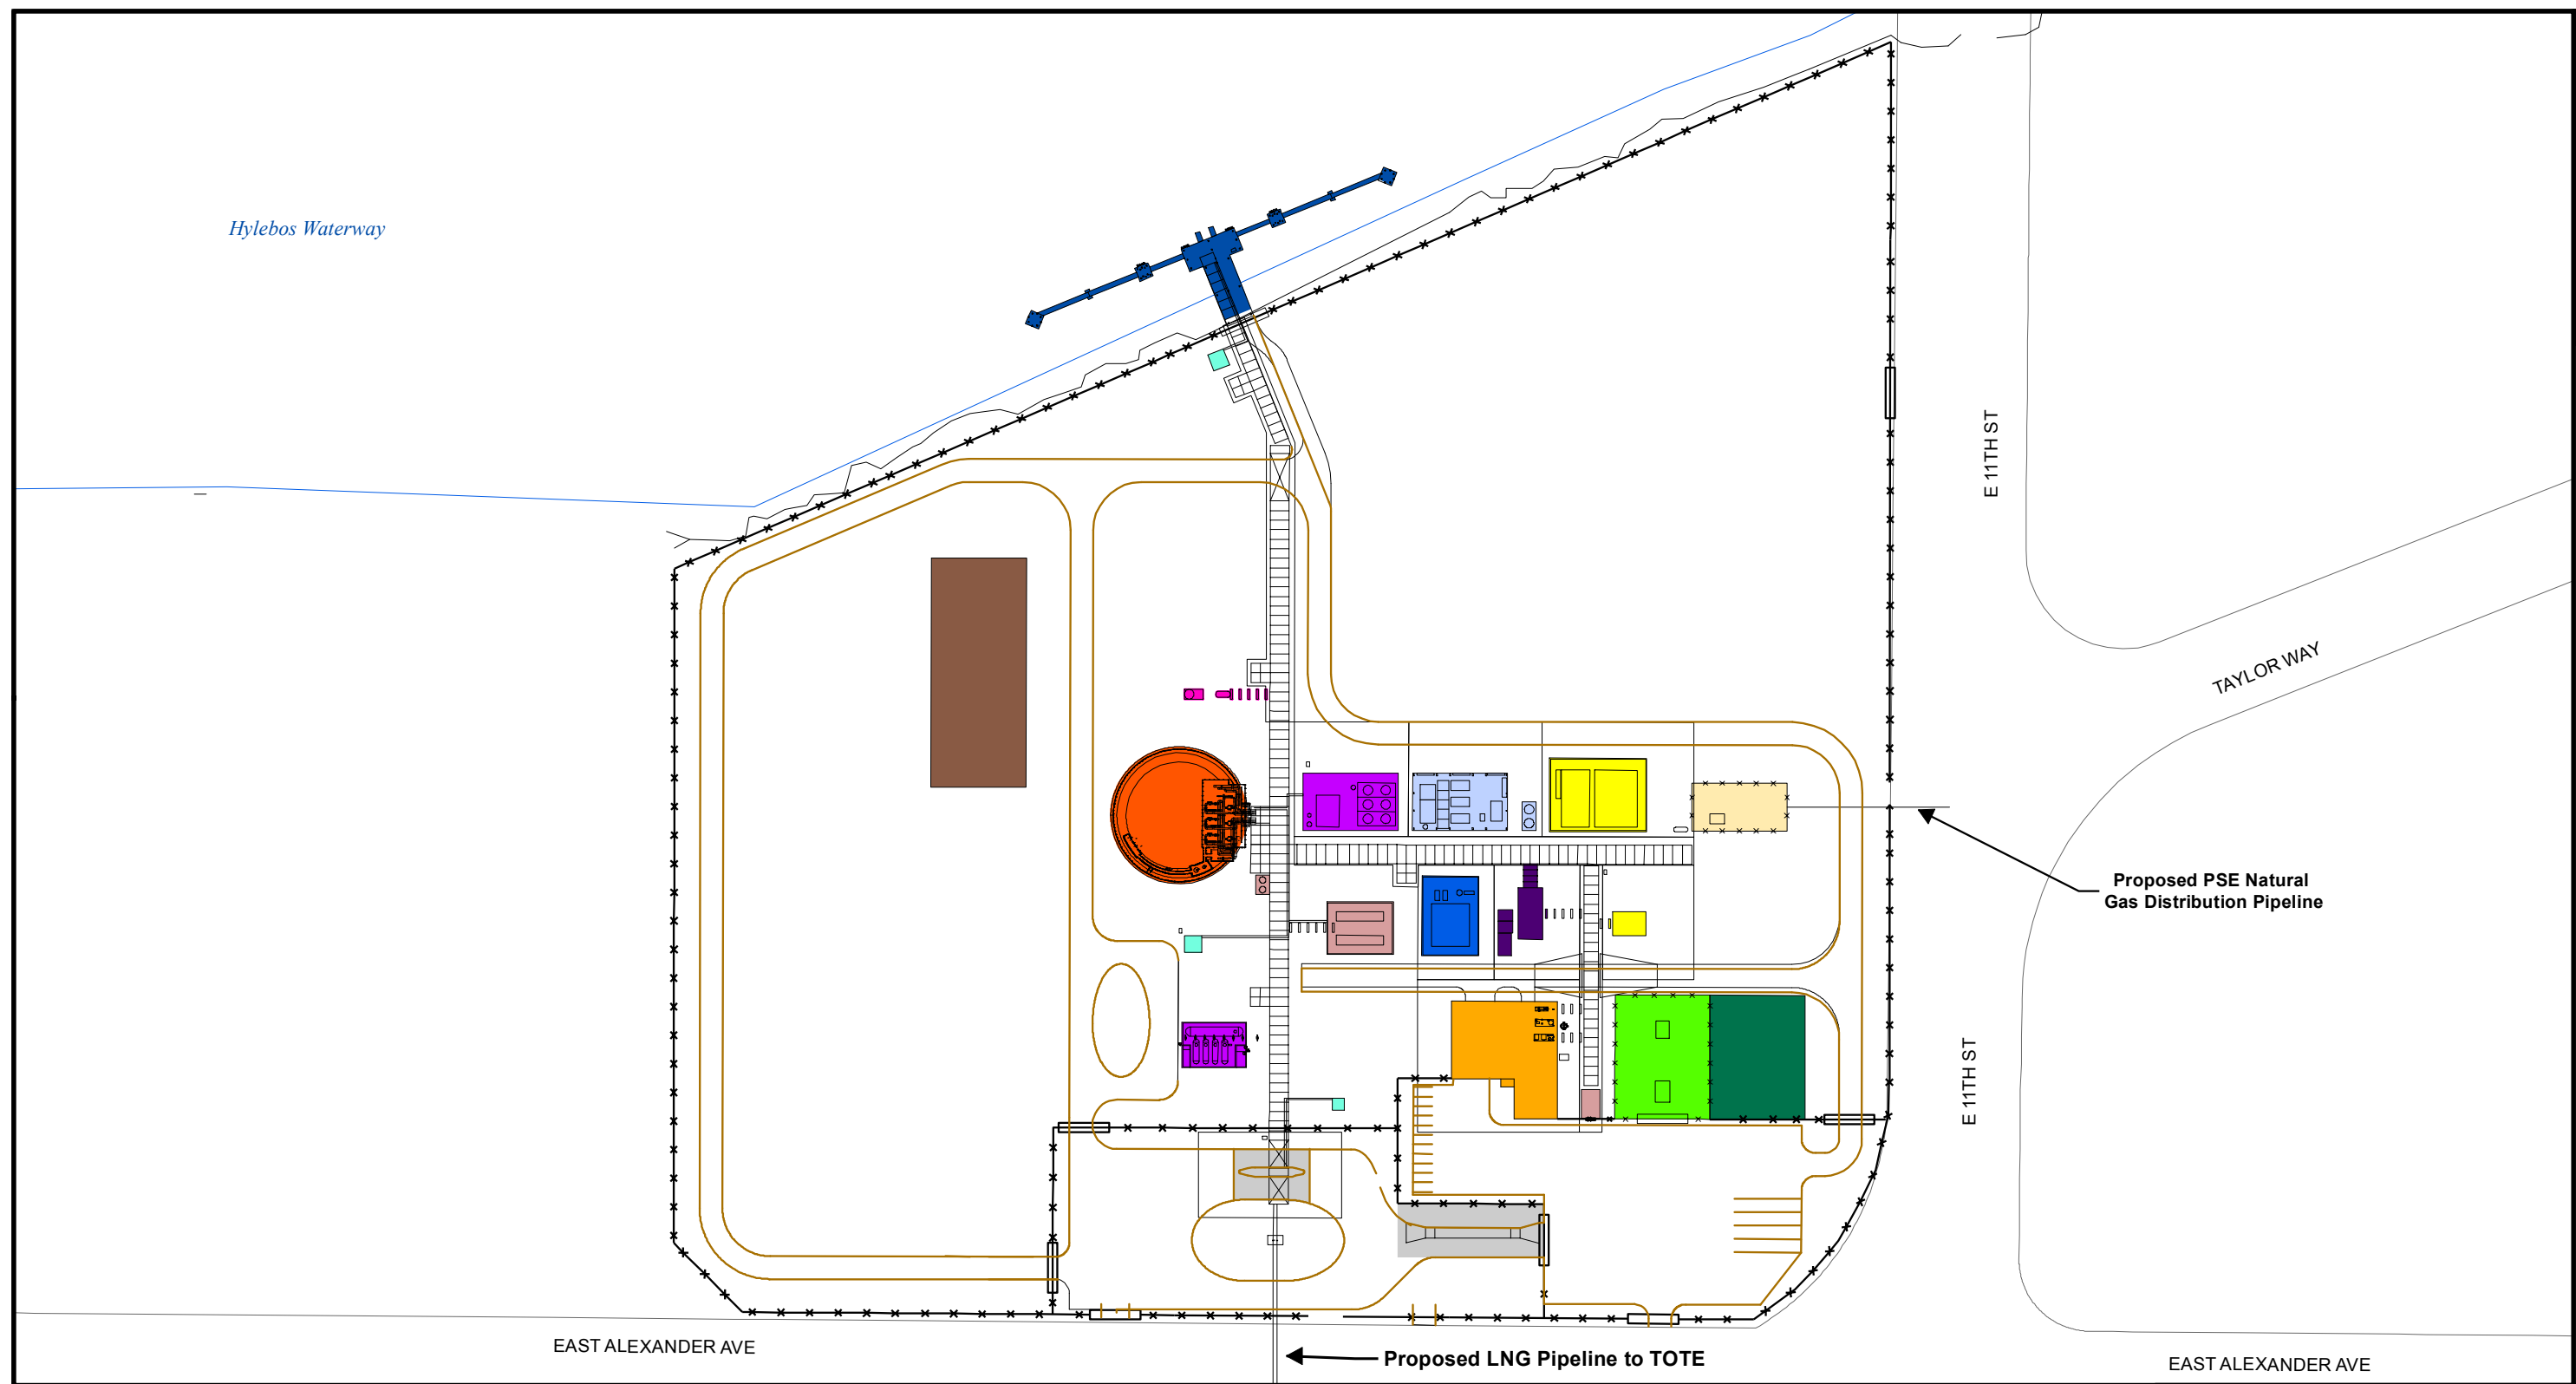 Hylebos Waterway
E 11TH ST
TAYLOR WAY
Proposed PSE Natural
Gas Distribution Pipeline
E 11TH ST
EAST ALEXANDER AVE
Proposed LNG Pipeline to TOTE
EAST ALEXANDER AVE